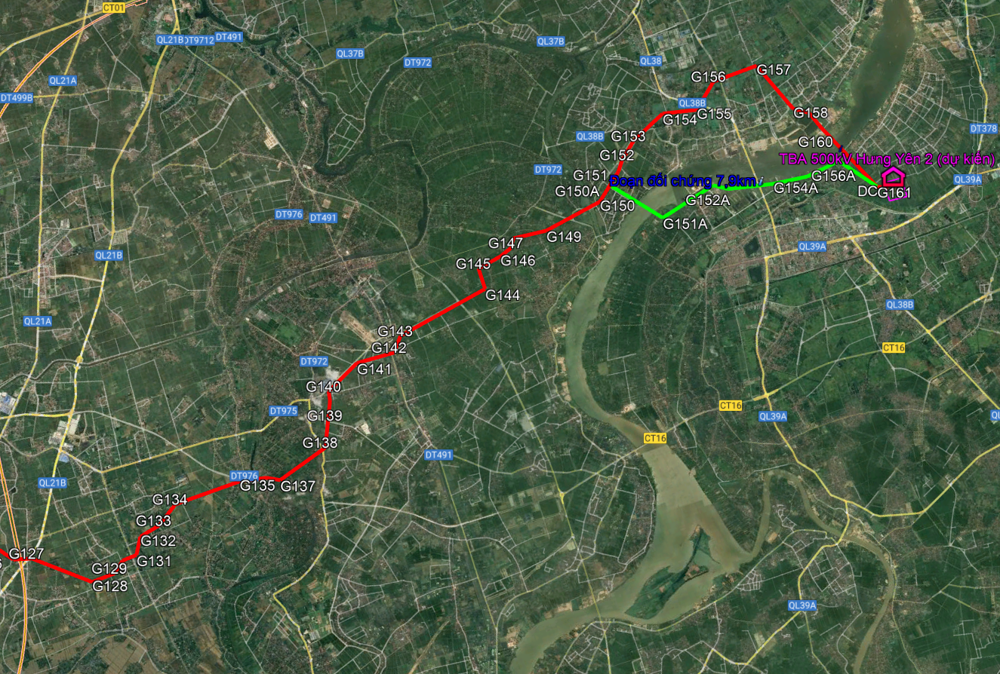 CT01
QL21B
DT9712
DT491
QL37B
QL37B
DT972
QL38
QL21A
DT499B
G156
G157
QL38B
G155
G154
G158
DT378
QL38B
G153
G160
G152
TBA 500kV Hưng Yên 2 (dự kiến)
DT972
G151
G156A
Đoạn đối chứng 7,9km
QL39A
G150A
G154A
DC
G161
G152A
G150
DT976
DT491
G151A
G149
G147
QL39A
QL21B
G146
G145
G144
QL38B
QL21A
G143
G142
CT16
DT972
G141
G140
CT16
DT975
G139
QL39A
G138
CT16
DT491
DT976
QL21B
G135
G137
G134
G133
G132
G127
G131
G129
G128
QL39A